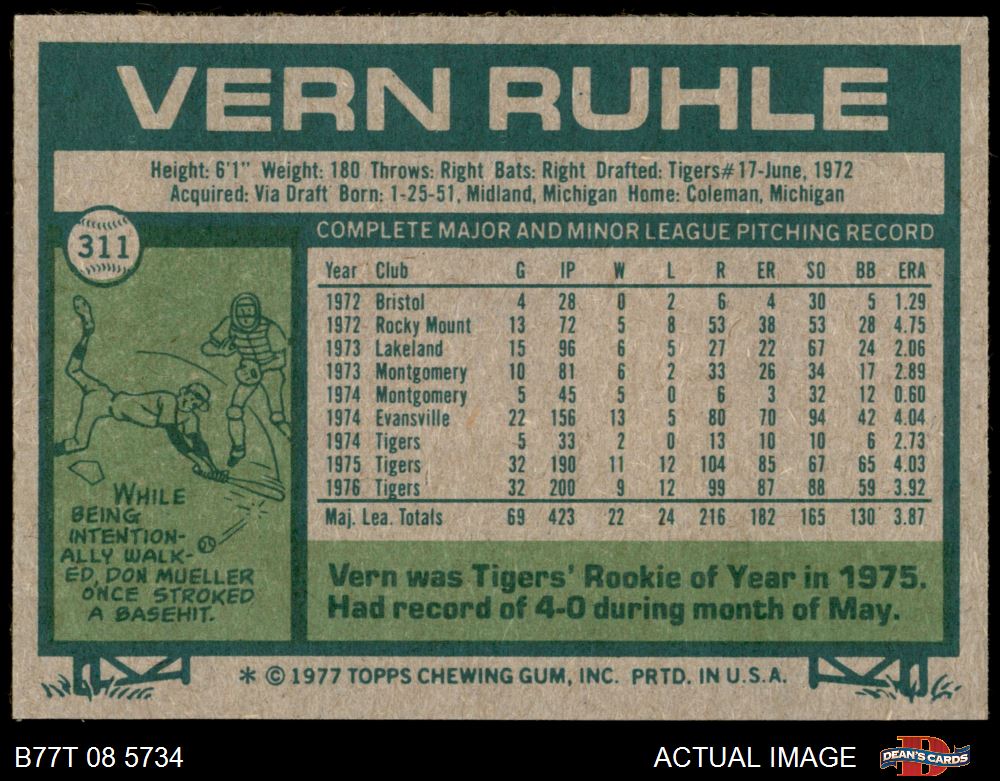 VERN RUHLE
Height: 6'1" Weight: 180 Throws: Right Bats: Right Drafted: Tigers#17-June, 1972
Acquired: Via Draft Born: 1-25-51, Midland, Michigan Home: Coleman, Michigan
311
COMPLETE MAJOR AND MINOR LEAGUE PITCHING RECORD
Year Club G IP W L R ER SO BB ERA
1972 Bristol 4 28 0 2 6 4 30 5 1.29
1972 Rocky Mount 13 72 5 8 53 38 53 28 4.75
1973 Lakeland 15 96 6 5 27 22 67 24 2.06
1973 Montgomery 10 81 6 2 33 26 34 17 2.89
1974 Montgomery 5 45 5 0 6 3 32 12 0.60
1974 Evansville 22 156 13 5 80 70 94 42 4.04
1974 Tigers 5 33 2 0 13 10 10 6 2.73
1975 Tigers 32 190 11 12 104 85 67 65 4.03
1976 Tigers 32 200 9 12 99 87 88 59 3.92
Maj. Lea. Totals 69 423 22 24 216 182 165 130 3.87
WHILE
BEING
INTENTION-
ALLY WALK-
ED, DON MUELLER
ONCE STROKED
A BASEHIT.
Vern was Tigers' Rookie of Year in 1975.
Had record of 4-0 during month of May.
* © 1977 TOPPS CHEWING GUM, INC. PRTD. IN U.S.A.
B77T 08 5734
ACTUAL IMAGE
DEAN'S CARDS